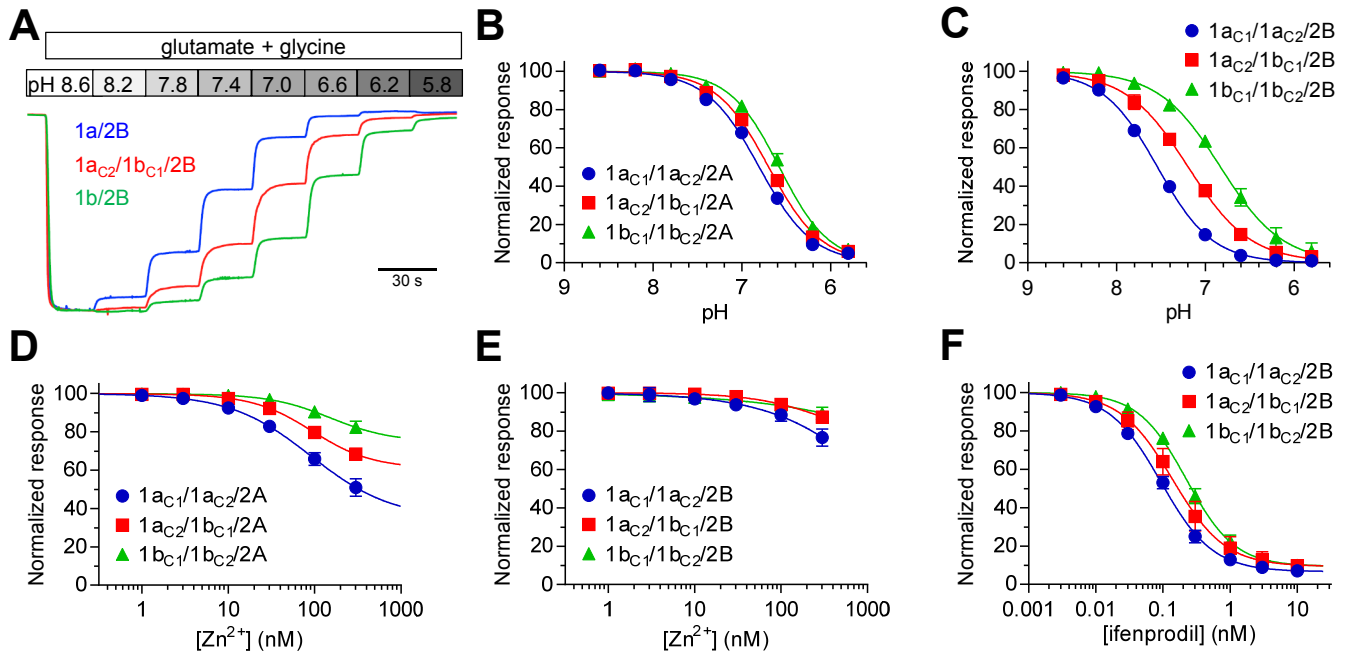 A
glutamate + glycine
pH 8.6 8.2 7.8 7.4 7.0 6.6 6.2 5.8
1a/2B
1aC2/1bC1/2B
1b/2B
30 s
B
Normalized response
100
80
60
40
20
0
9 8 7 6
pH
1aC1/1aC2/2A
1aC2/1bC1/2A
1bC1/1bC2/2A
C
1aC1/1aC2/2B
1aC2/1bC1/2B
1bC1/1bC2/2B
Normalized response
100
80
60
40
20
0
9 8 7 6
pH
D
Normalized response
100
80
60
40
20
0
1aC1/1aC2/2A
1aC2/1bC1/2A
1bC1/1bC2/2A
1 10 100 1000
[Zn2+] (nM)
E
Normalized response
100
80
60
40
20
0
1aC1/1aC2/2B
1aC2/1bC1/2B
1bC1/1bC2/2B
1 10 100 1000
[Zn2+] (nM)
F
1aC1/1aC2/2B
1aC2/1bC1/2B
1bC1/1bC2/2B
Normalized response
100
80
60
40
20
0
0.001 0.01 0.1 1 10
[ifenprodil] (nM)